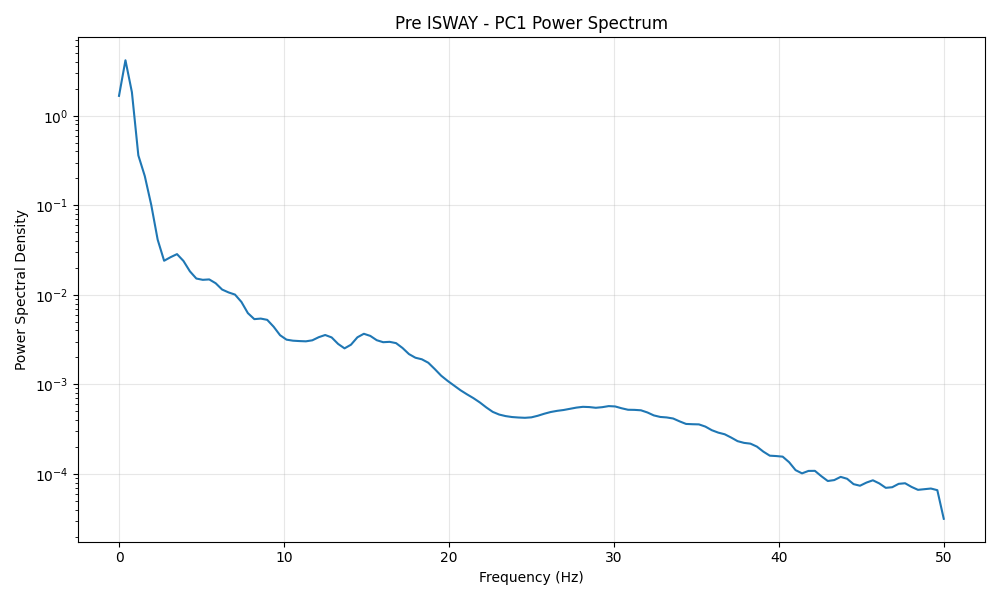 Pre ISWAY - PC1 Power Spectrum
Power Spectral Density
10⁰
10⁻¹
10⁻²
10⁻³
10⁻⁴
0 10 20 30 40 50
Frequency (Hz)